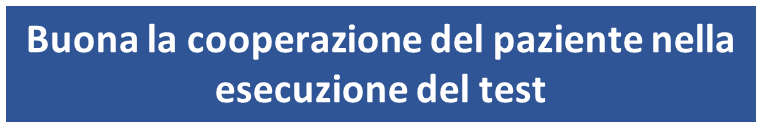 Buona la cooperazione del paziente nella
esecuzione del test